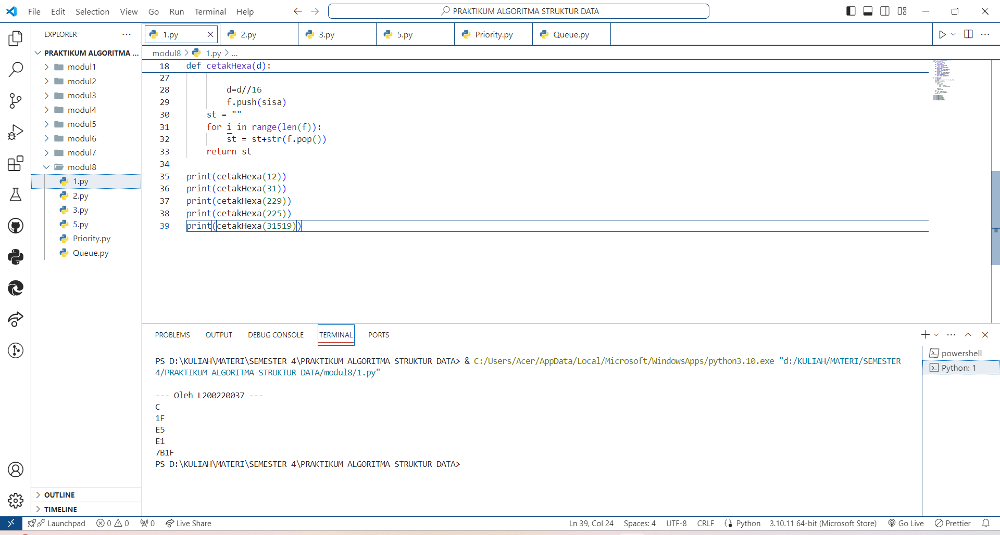 File Edit Selection View Go Run Terminal Help
PRAKTIKUM ALGORITMA STRUKTUR DATA
EXPLORER
PRAKTIKUM ALGORITMA ...
modul1
modul2
modul3
modul4
modul5
modul6
modul7
modul8
1.py
2.py
3.py
5.py
Priority.py
Queue.py
OUTLINE
TIMELINE
1.py 2.py 3.py 5.py Priority.py Queue.py
modul8 > 1.py > ...
18 def cetakHexa(d):
27
28 d=d//16
29 f.push(sisa)
30 st = ""
31 for i in range(len(f)):
32 st = st+str(f.pop())
33 return st
34
35 print(cetakHexa(12))
36 print(cetakHexa(31))
37 print(cetakHexa(229))
38 print(cetakHexa(225))
39 print(cetakHexa(31519))
PROBLEMS OUTPUT DEBUG CONSOLE TERMINAL PORTS
PS D:\KULIAH\MATERI\SEMESTER 4\PRAKTIKUM ALGORITMA STRUKTUR DATA> & C:/Users/Acer/AppData/Local/Microsoft/WindowsApps/python3.10.exe "d:/KULIAH/MATERI/SEMESTER
4/PRAKTIKUM ALGORITMA STRUKTUR DATA/modul8/1.py"
--- Oleh L200220037 ---
C
1F
E5
E1
7B1F
PS D:\KULIAH\MATERI\SEMESTER 4\PRAKTIKUM ALGORITMA STRUKTUR DATA>
powershell
Python: 1
Launchpad 0 0 0 Live Share Ln 39, Col 24 Spaces: 4 UTF-8 CRLF Python 3.10.11 64-bit (Microsoft Store) Go Live Prettier